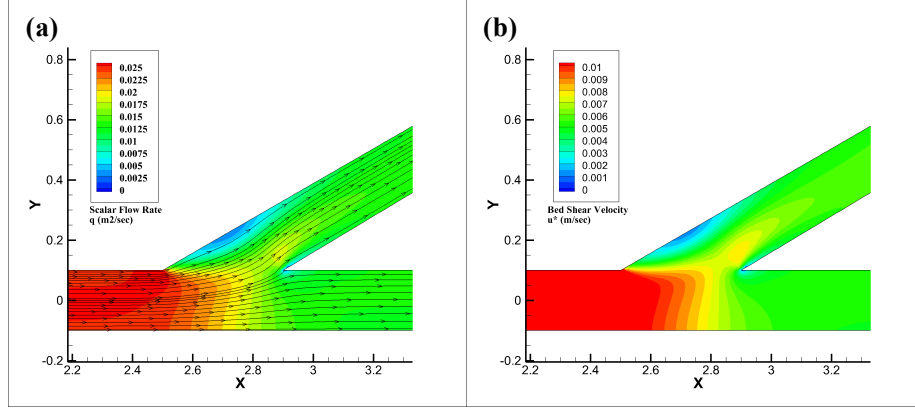 (a)
0.8
0.6
0.4
0.2
0
-0.2
Y
0.025
0.0225
0.02
0.0175
0.015
0.0125
0.01
0.0075
0.005
0.0025
0
Scalar Flow Rate
q (m2/sec)
2.2 2.4 2.6 2.8 3 3.2
X
(b)
0.8
0.6
0.4
0.2
0
-0.2
Y
0.01
0.009
0.008
0.007
0.006
0.005
0.004
0.003
0.002
0.001
0
Bed Shear Velocity
u* (m/sec)
2.2 2.4 2.6 2.8 3 3.2
X